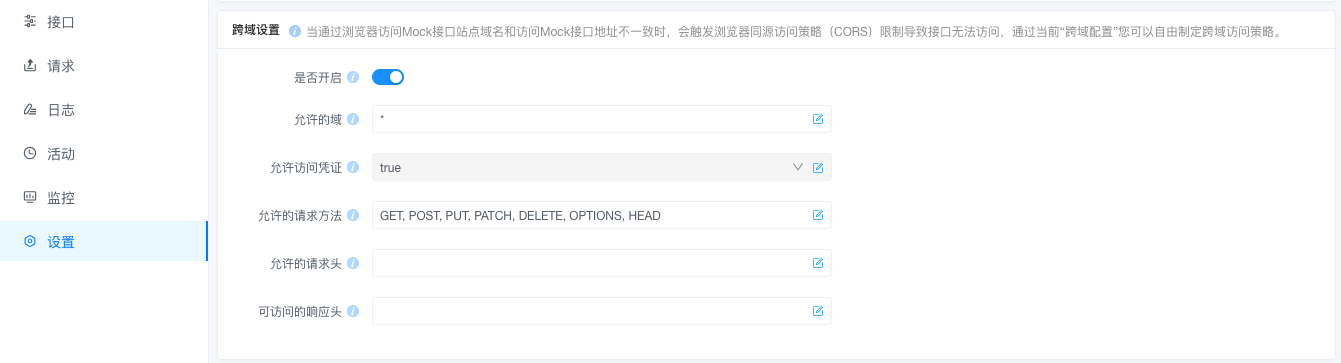 接口
请求
日志
活动
监控
设置
跨域设置 当通过浏览器访问Mock接口站点域名和访问Mock接口地址不一致时，会触发浏览器同源访问策略（CORS）限制导致接口无法访问，通过当前“跨域配置”您可以自由制定跨域访问策略。
是否开启
允许的域 *
允许访问凭证 true
允许的请求方法 GET, POST, PUT, PATCH, DELETE, OPTIONS, HEAD
允许的请求头
可访问的响应头